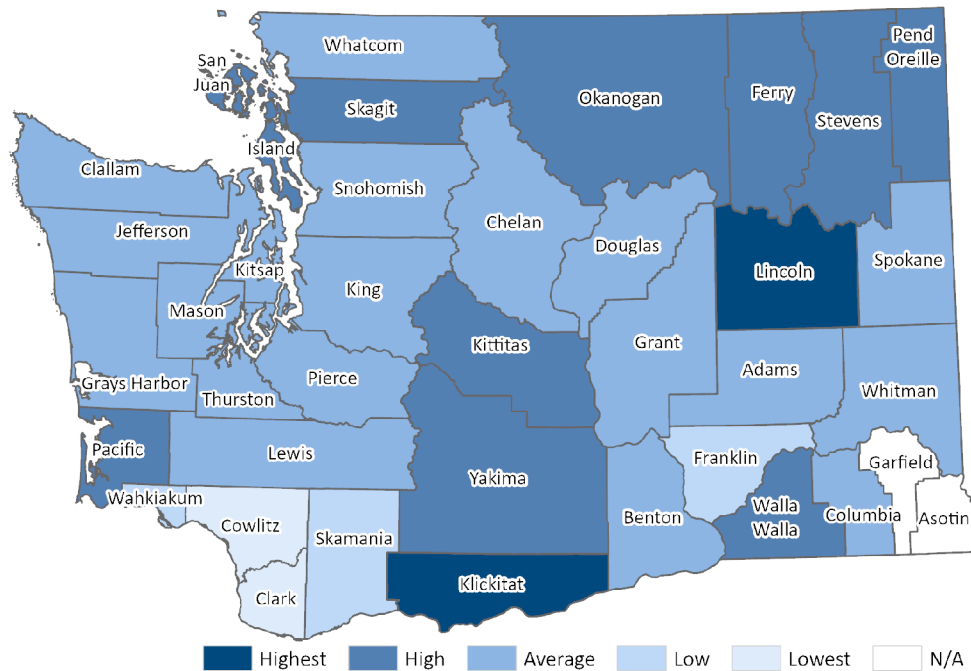 Whatcom
San
Juan
Skagit
Island
Okanogan
Ferry
Stevens
Pend
Oreille
Clallam
Snohomish
Chelan
Jefferson
Douglas
Lincoln
Spokane
Kitsap
King
Mason
Kittitas
Grant
Adams
Grays Harbor
Thurston
Pierce
Whitman
Pacific
Lewis
Yakima
Franklin
Garfield
Wahkiakum
Cowlitz
Skamania
Benton
Walla
Walla
Columbia
Asotin
Clark
Klickitat
Highest
High
Average
Low
Lowest
N/A